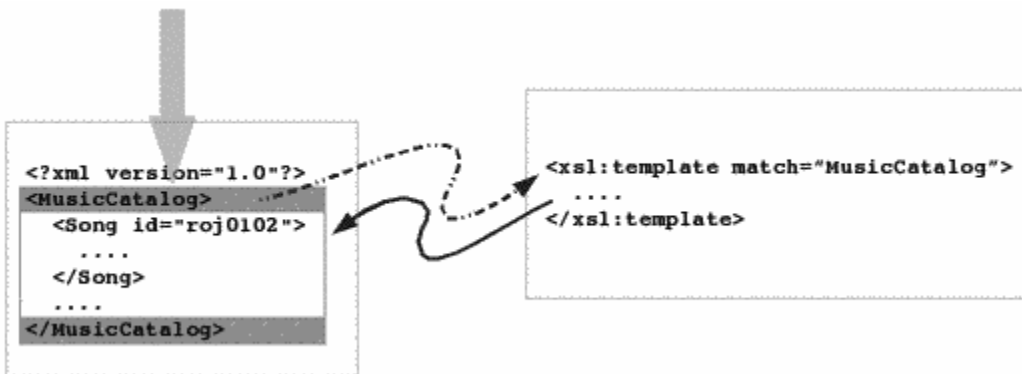 <?xml version="1.0"?>
<MusicCatalog>
<Song id="roj0102">
....
</Song>
....
</MusicCatalog>
<xsl:template match=”MusicCatalog”>
....
</xsl:template>